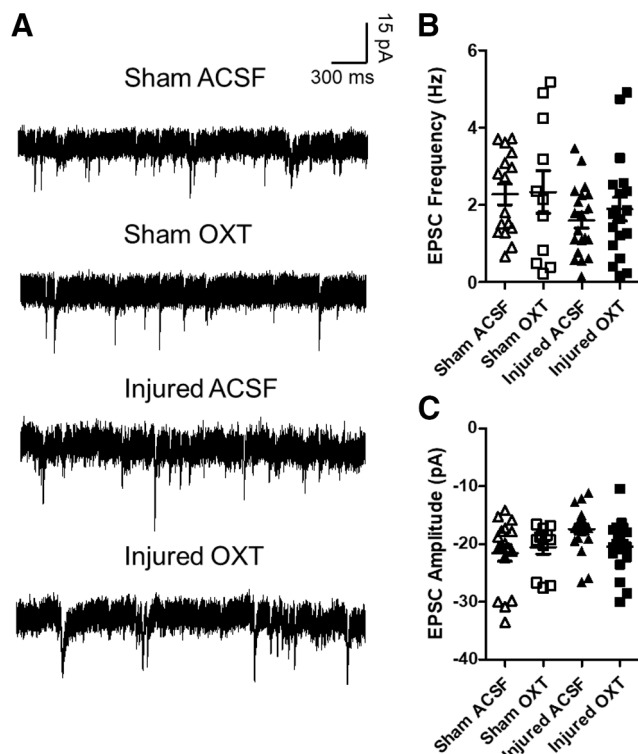 A
15 pA
300 ms
Sham ACSF
Sham OXT
Injured ACSF
Injured OXT
B
EPSC Frequency (Hz)
6
4
2
0
Sham ACSF
Sham OXT
Injured ACSF
Injured OXT
C
EPSC Amplitude (pA)
0
-10
-20
-30
-40
Sham ACSF
Sham OXT
Injured ACSF
Injured OXT